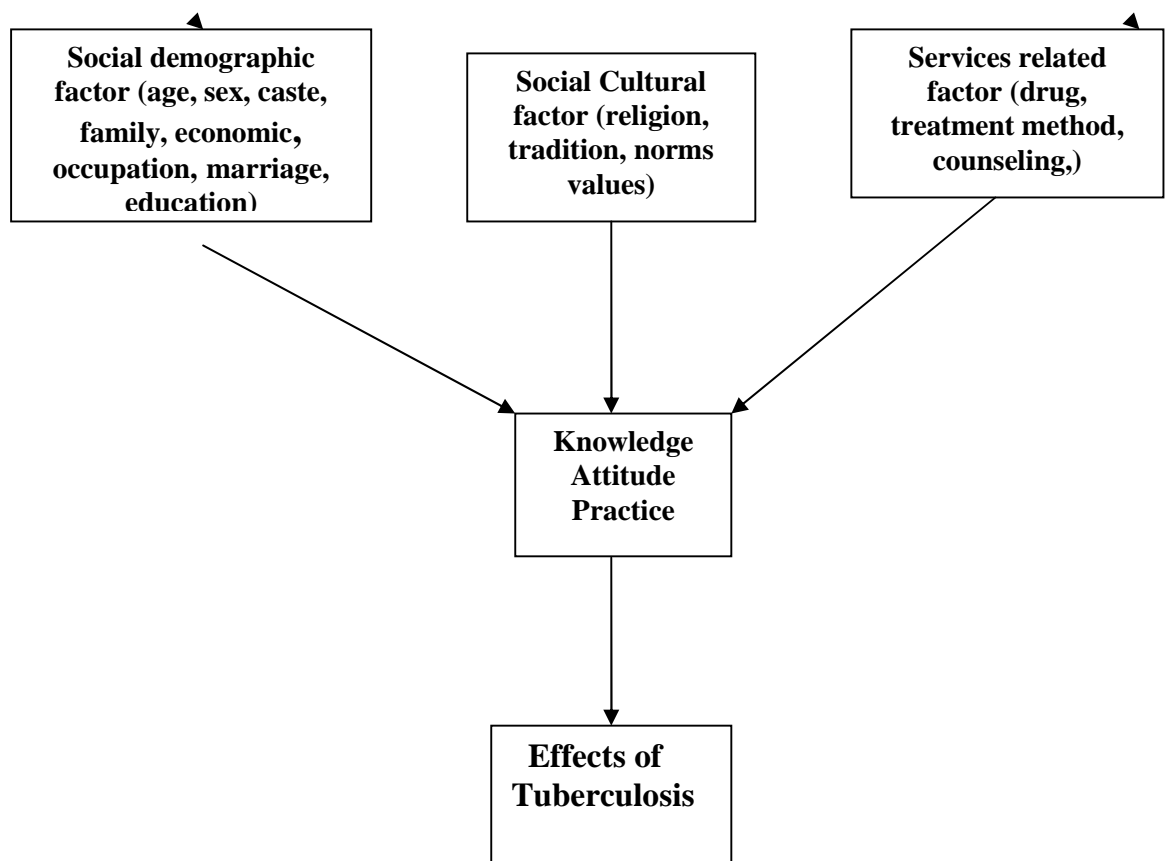 Social demographic
factor (age, sex, caste,
family, economic,
occupation, marriage,
education)
Social Cultural
factor (religion,
tradition, norms
values)
Services related
factor (drug,
treatment method,
counseling,)
Knowledge
Attitude
Practice
Effects of
Tuberculosis